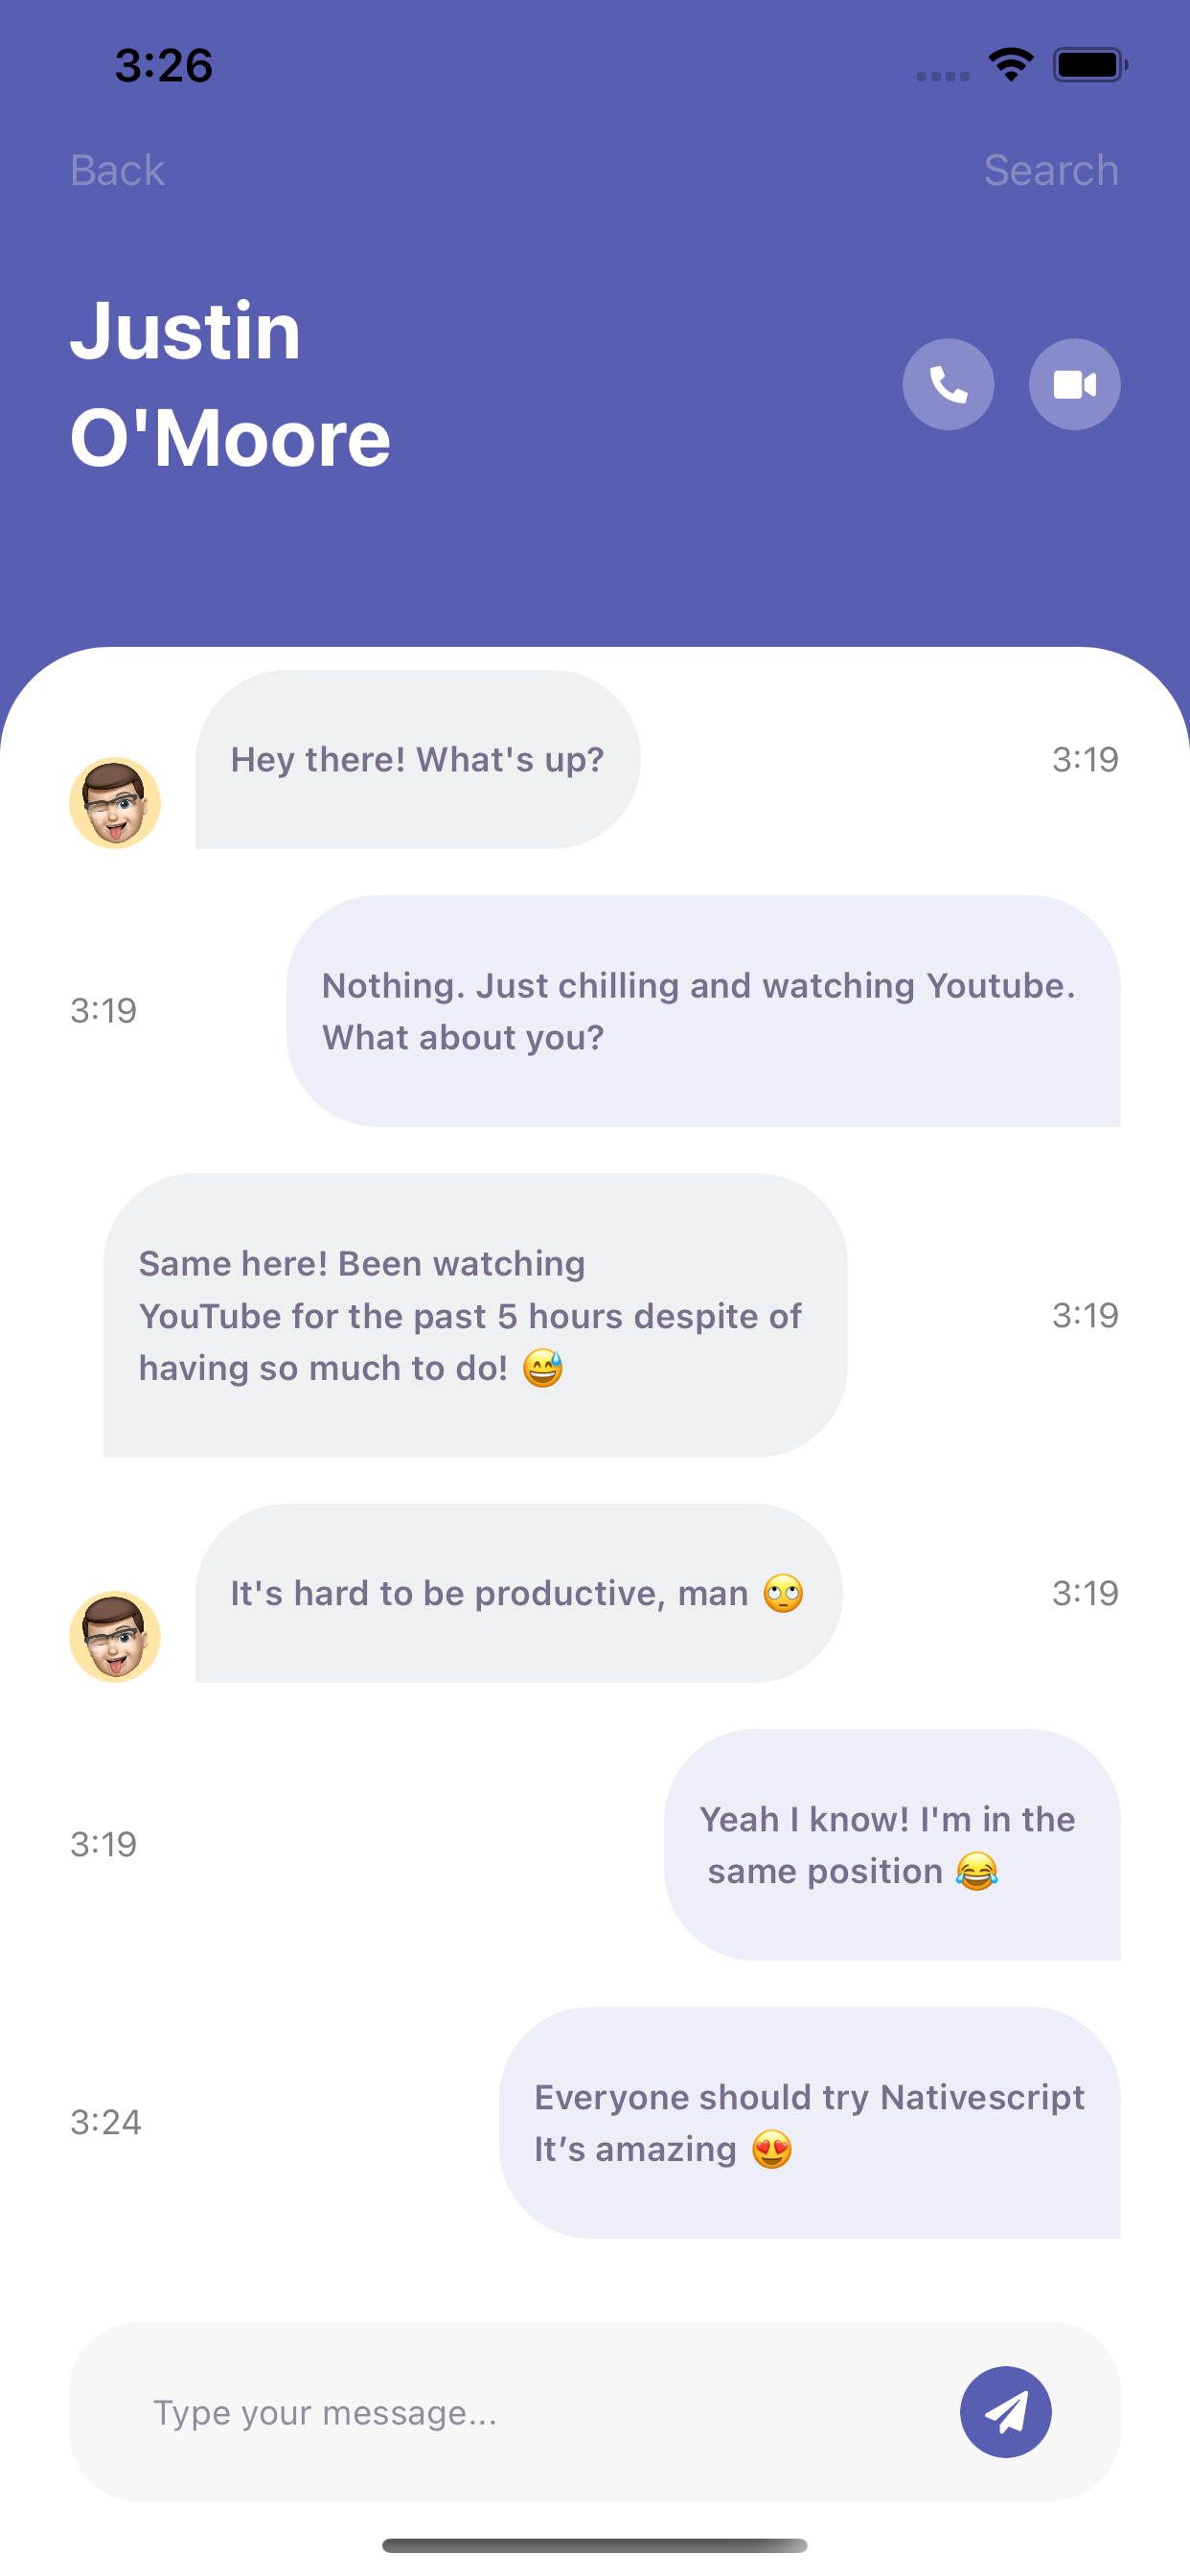 3:26
Back
Search
Justin
O'Moore
Hey there! What's up?
3:19
Nothing. Just chilling and watching Youtube.
What about you?
3:19
Same here! Been watching
YouTube for the past 5 hours despite of
having so much to do! 😅
3:19
It's hard to be productive, man 🙄
3:19
Yeah I know! I'm in the
same position 😂
3:19
Everyone should try Nativescript
It’s amazing 😍
3:24
Type your message...